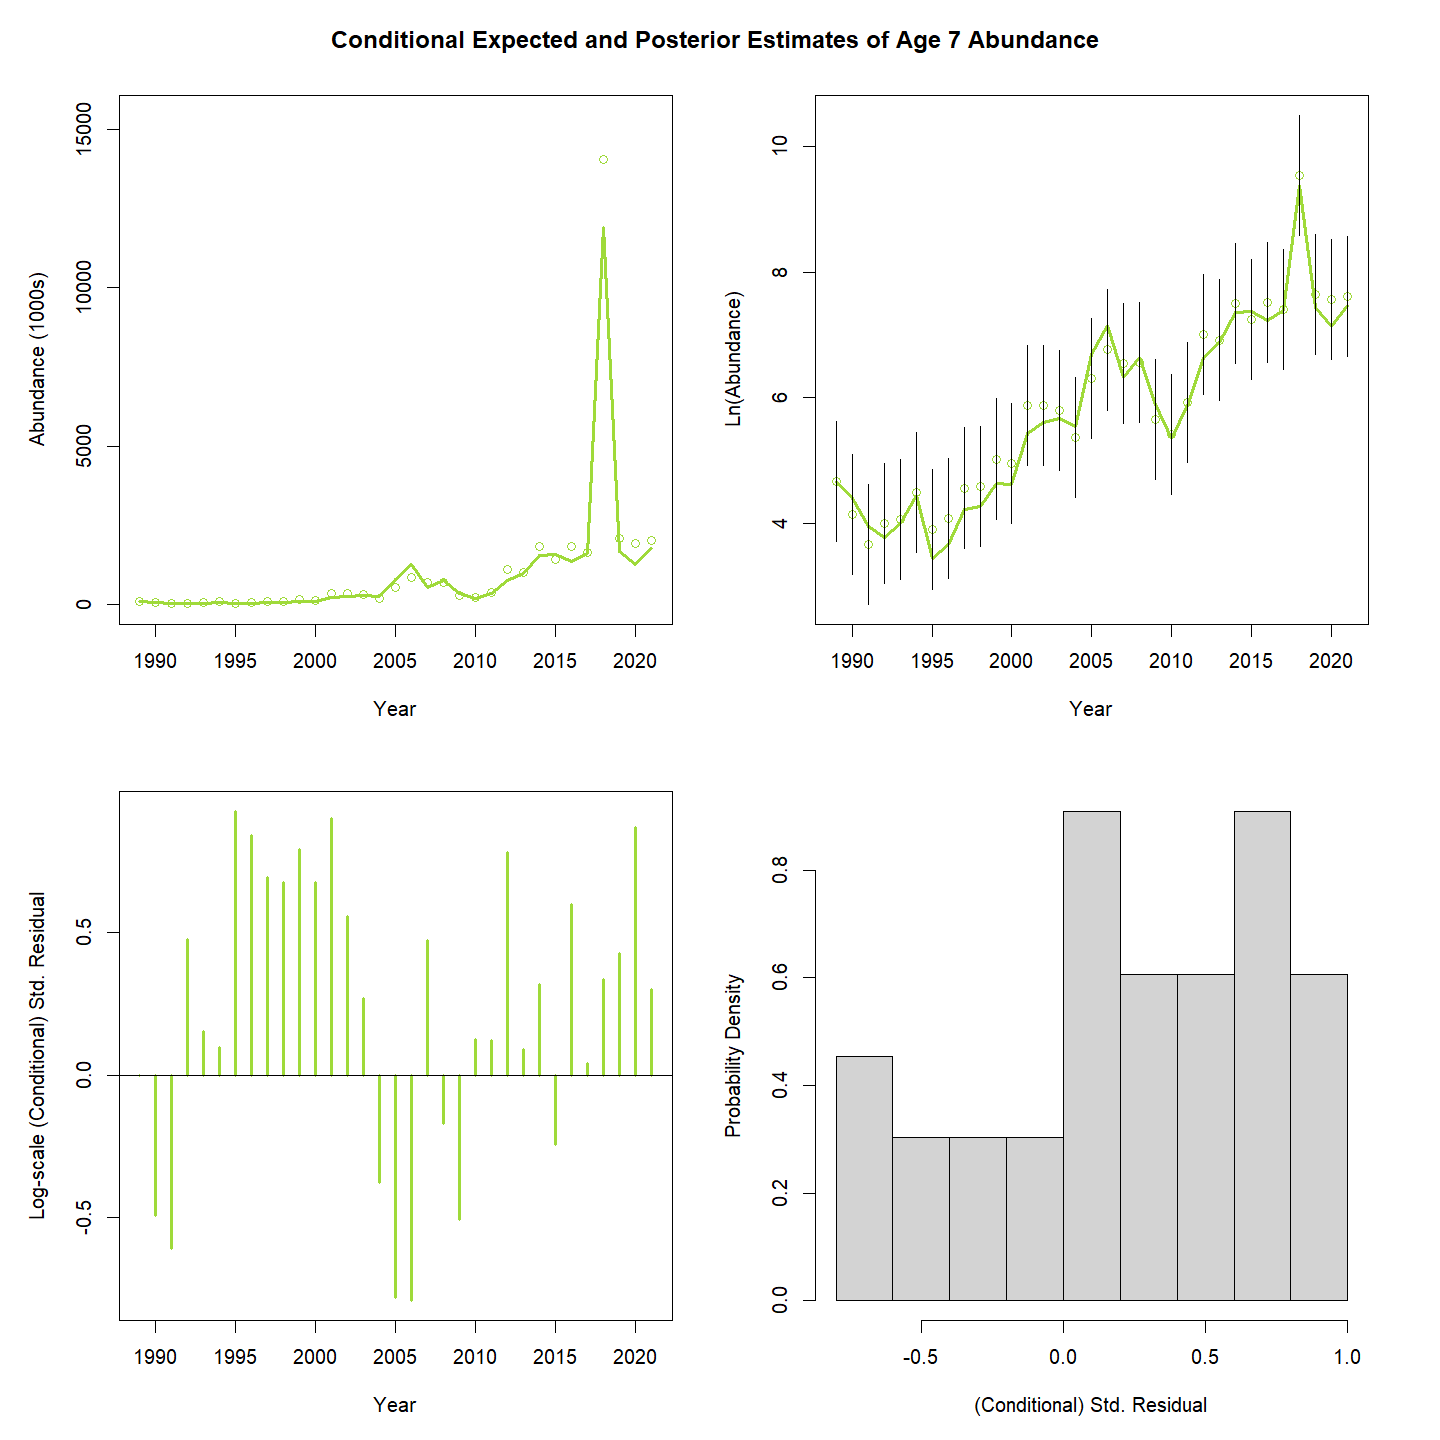 Conditional Expected and Posterior Estimates of Age 7 Abundance
Abundance (1000s)
15000
10000
5000
0
1990 1995 2000 2005 2010 2015 2020
Year
Ln(Abundance)
10
8
6
4
1990 1995 2000 2005 2010 2015 2020
Year
Log-scale (Conditional) Std. Residual
0.5
0.0
-0.5
1990 1995 2000 2005 2010 2015 2020
Year
Probability Density
0.8
0.6
0.4
0.2
0.0
-0.5 0.0 0.5 1.0
(Conditional) Std. Residual